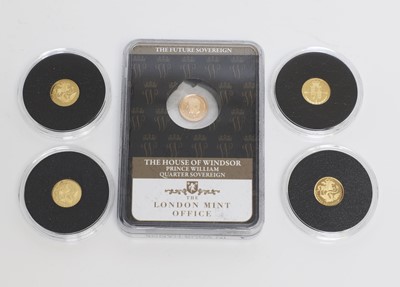 THE FUTURE SOVEREIGN
THE HOUSE OF WINDSOR
PRINCE WILLIAM
QUARTER SOVEREIGN
THE
LONDON MINT
OFFICE